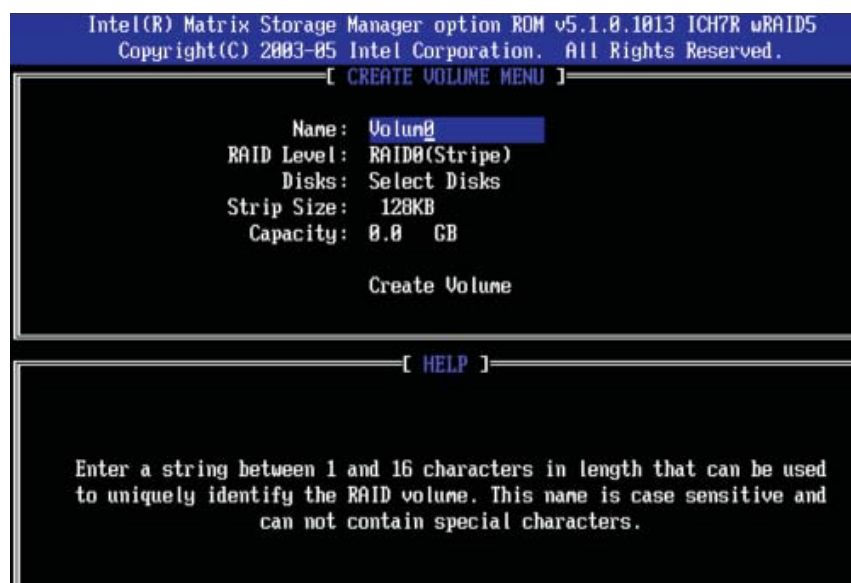 Intel(R) Matrix Storage Manager option ROM v5.1.0.1013 ICH7R wRAID5
Copyright(C) 2003-05 Intel Corporation. All Rights Reserved.
[ CREATE VOLUME MENU ]
Name: Volum0
RAID Level: RAID0(Stripe)
Disks: Select Disks
Strip Size: 128KB
Capacity: 0.0 GB
Create Volume
[ HELP ]
Enter a string between 1 and 16 characters in length that can be used
to uniquely identify the RAID volume. This name is case sensitive and
can not contain special characters.